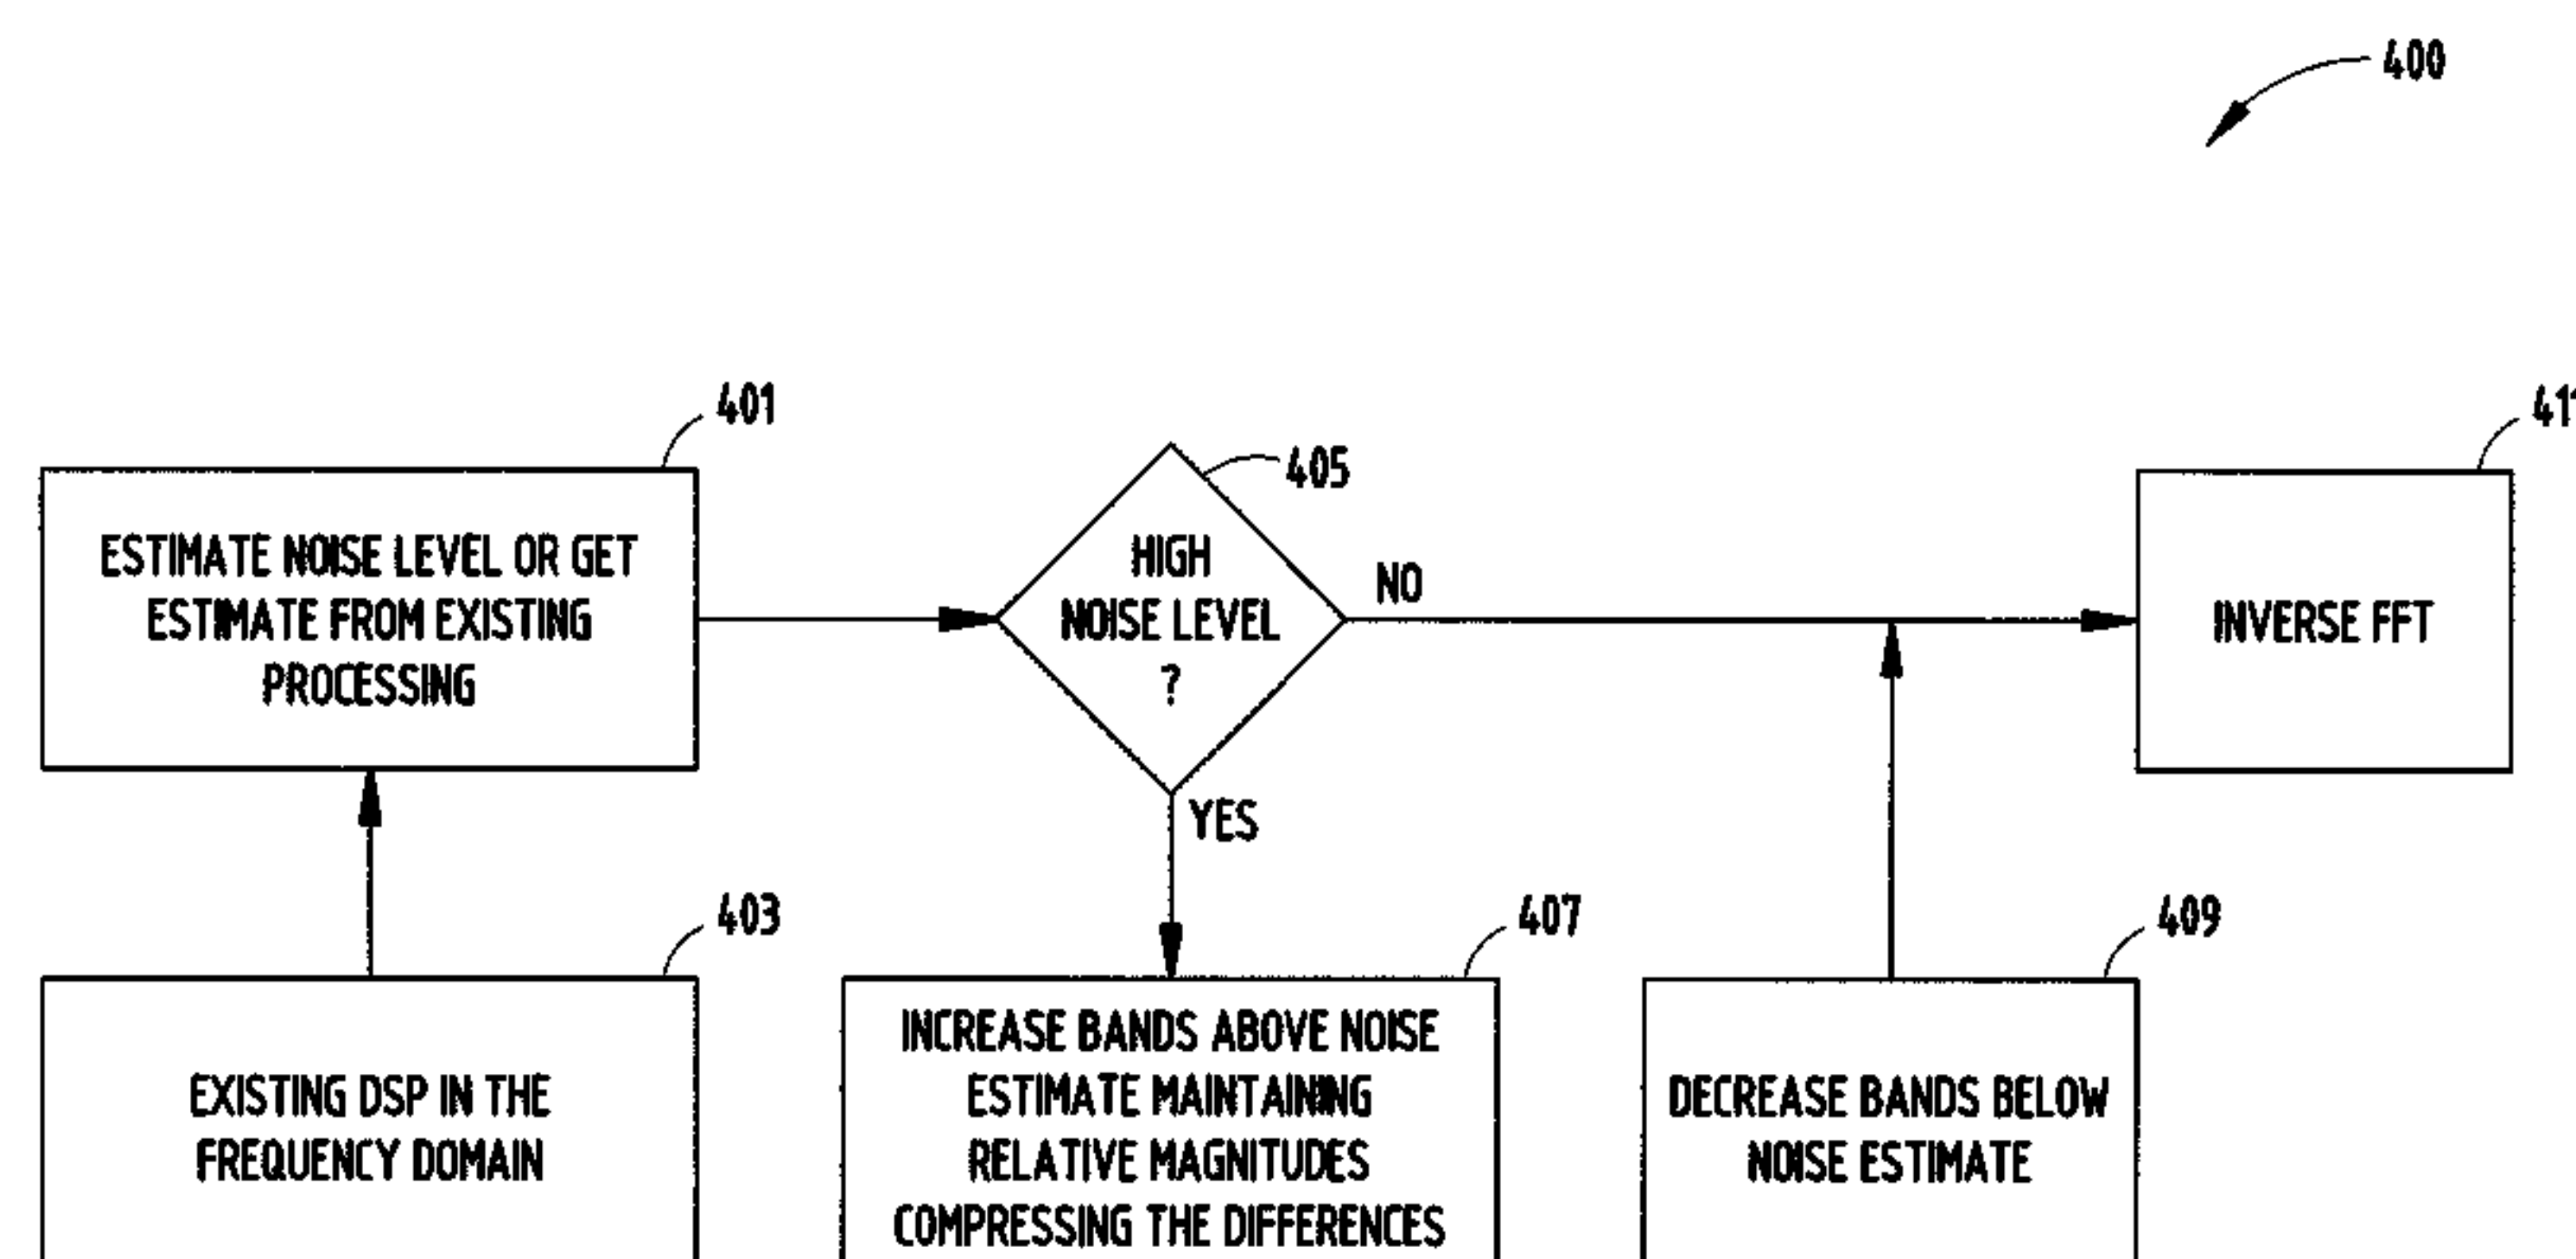 400
401
ESTIMATE NOISE LEVEL OR GET
ESTIMATE FROM EXISTING
PROCESSING
405
HIGH
NOISE LEVEL
?
NO
YES
411
INVERSE FFT
403
EXISTING DSP IN THE
FREQUENCY DOMAIN
407
INCREASE BANDS ABOVE NOISE
ESTIMATE MAINTAINING
RELATIVE MAGNITUDES
COMPRESSING THE DIFFERENCES
409
DECREASE BANDS BELOW
NOISE ESTIMATE